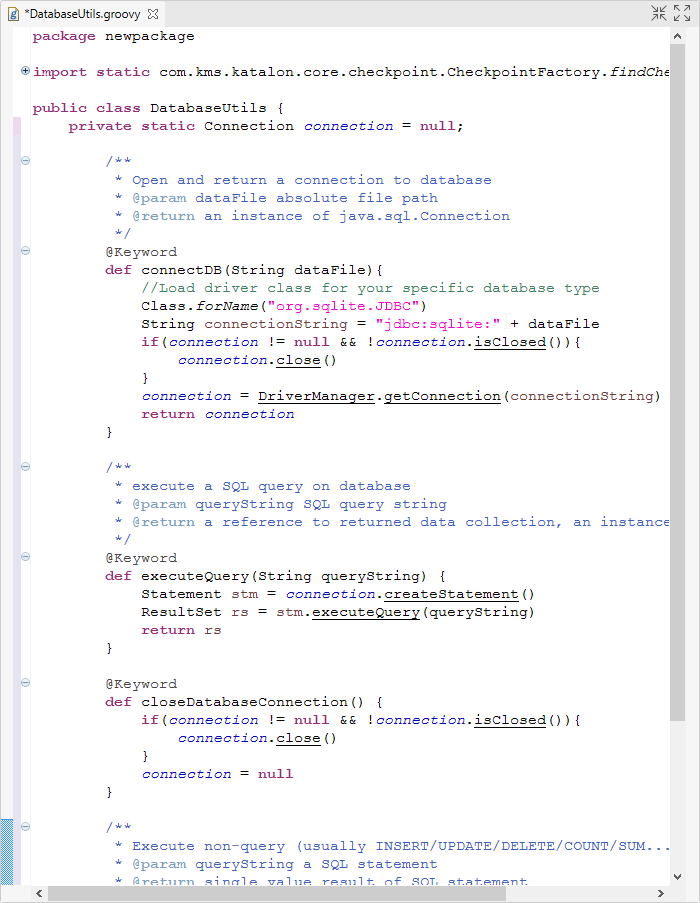 *DatabaseUtils.groovy
package newpackage
import static com.kms.katalon.core.checkpoint.CheckpointFactory.findChe
public class DatabaseUtils {
private static Connection connection = null;
/**
* Open and return a connection to database
* @param dataFile absolute file path
* @return an instance of java.sql.Connection
*/
@Keyword
def connectDB(String dataFile){
//Load driver class for your specific database type
Class.forName("org.sqlite.JDBC")
String connectionString = "jdbc:sqlite:" + dataFile
if(connection != null && !connection.isClosed()){
connection.close()
}
connection = DriverManager.getConnection(connectionString)
return connection
}
/**
* execute a SQL query on database
* @param queryString SQL query string
* @return a reference to returned data collection, an instance
*/
@Keyword
def executeQuery(String queryString) {
Statement stm = connection.createStatement()
ResultSet rs = stm.executeQuery(queryString)
return rs
}
@Keyword
def closeDatabaseConnection() {
if(connection != null && !connection.isClosed()){
connection.close()
}
connection = null
}
/**
* Execute non-query (usually INSERT/UPDATE/DELETE/COUNT/SUM...
* @param queryString a SQL statement
* @return single value result of SQL statement